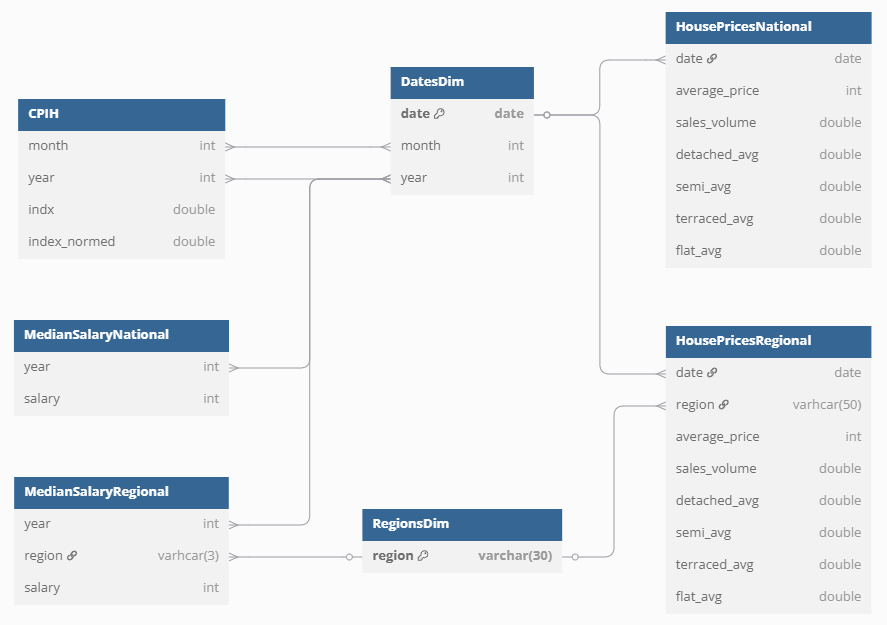 CPIH
month int
year int
indx double
index_normed double
MedianSalaryNational
year int
salary int
MedianSalaryRegional
year int
region varhcar(3)
salary int
DatesDim
date date
month int
year int
RegionsDim
region varchar(30)
HousePricesNational
date date
average_price int
sales_volume double
detached_avg double
semi_avg double
terraced_avg double
flat_avg double
HousePricesRegional
date date
region varhcar(50)
average_price int
sales_volume double
detached_avg double
semi_avg double
terraced_avg double
flat_avg double